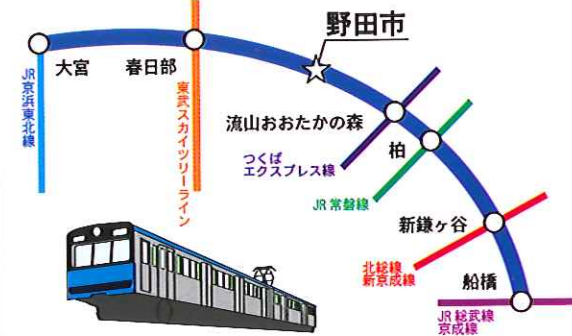 野田市
大宮
春日部
JR京浜東北線
東武スカイツリーライン
流山おおたかの森
つくば
エクスプレス線
柏
JR常磐線
新鎌ヶ谷
北総線
新京成線
船橋
JR総武線
京成線